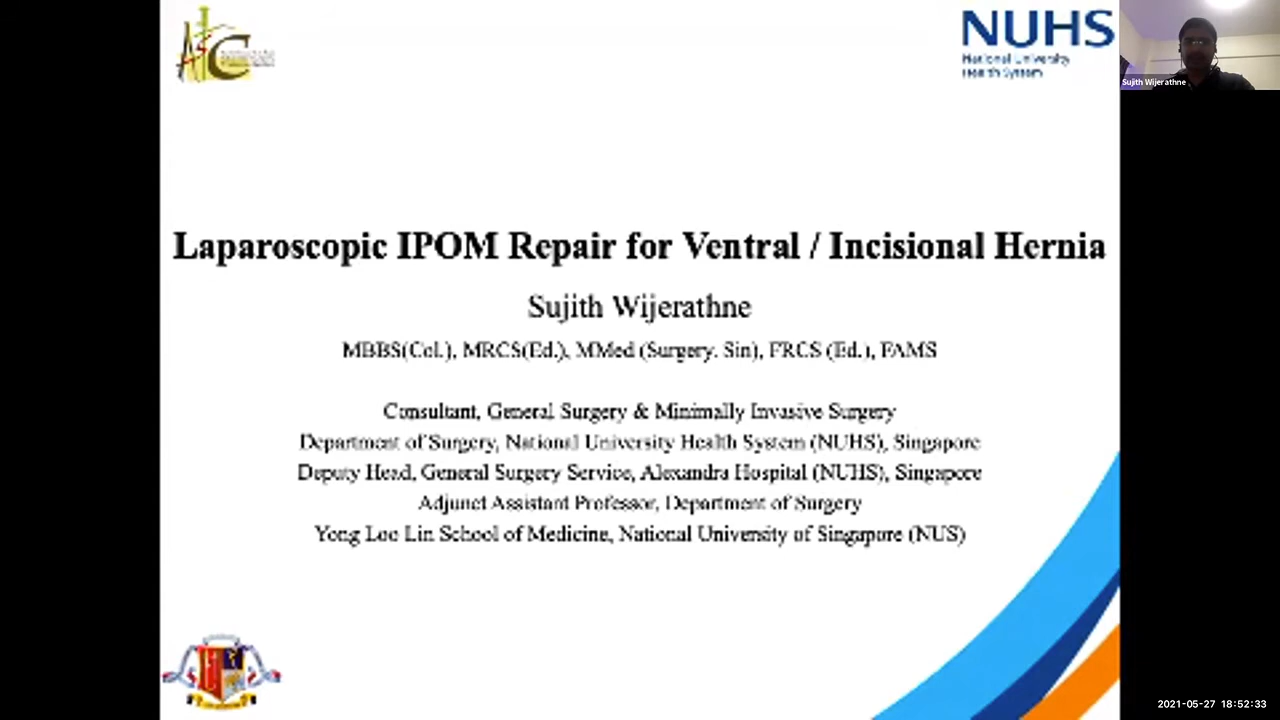 NUHS
National University
Health System
Sujith Wijerathne
Laparoscopic IPOM Repair for Ventral / Incisional Hernia
Sujith Wijerathne
MBBS(Col.), MRCS(Ed.), MMed (Surgery. Sin), FRCS (Ed.), FAMS
Consultant, General Surgery & Minimally Invasive Surgery
Department of Surgery, National University Health System (NUHS), Singapore
Deputy Head, General Surgery Service, Alexandra Hospital (NUHS), Singapore
Adjunct Assistant Professor, Department of Surgery
Yong Loo Lin School of Medicine, National University of Singapore (NUS)
2021-05-27 18:52:33